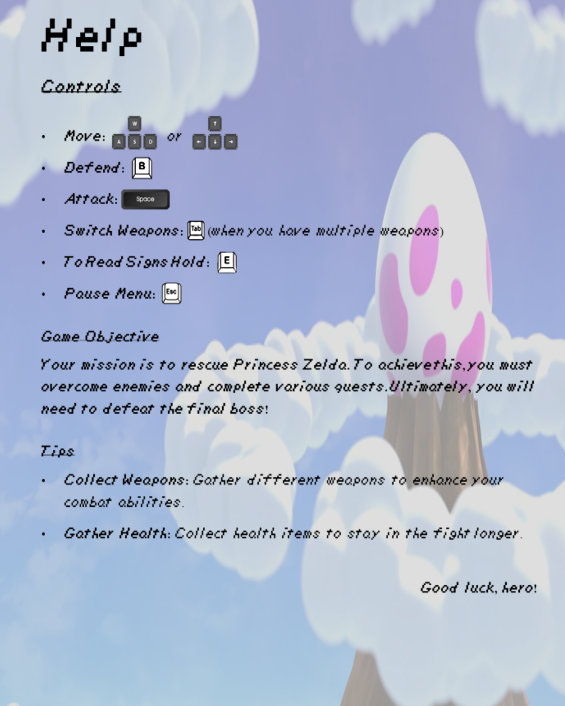 Help
Controls
• Move: W A S D or ↑ ← ↓ →
• Defend: B
• Attack: Space
• Switch Weapons: Tab (when you have multiple weapons)
• To Read Signs Hold: E
• Pause Menu: Esc
Game Objective
Your mission is to rescue Princess Zelda. To achieve this, you must
overcome enemies and complete various quests. Ultimately, you will
need to defeat the final boss!
Tips
• Collect Weapons: Gather different weapons to enhance your
combat abilities.
• Gather Health: Collect health items to stay in the fight longer.
Good luck, hero!